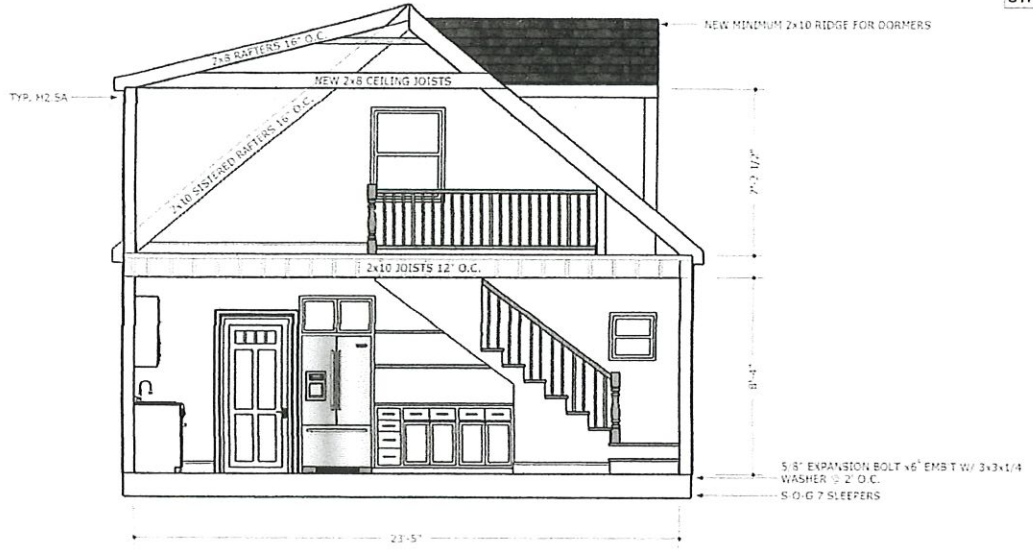 NEW MINIMUM 2x10 RIDGE FOR DORMERS
2x8 RAFTERS 16" O.C.
NEW 2x8 CEILING JOISTS
TYP. H2.5A
2x10 SISTERED RAFTERS 16" O.C.
7'-2 1/2"
2x10 JOISTS 12" O.C.
8'-4"
5/8" EXPANSION BOLT x6" EMB'T W/ 3x3x1/4
WASHER @ 2' O.C.
S-O-G 7 SLEEPERS
23'-5"